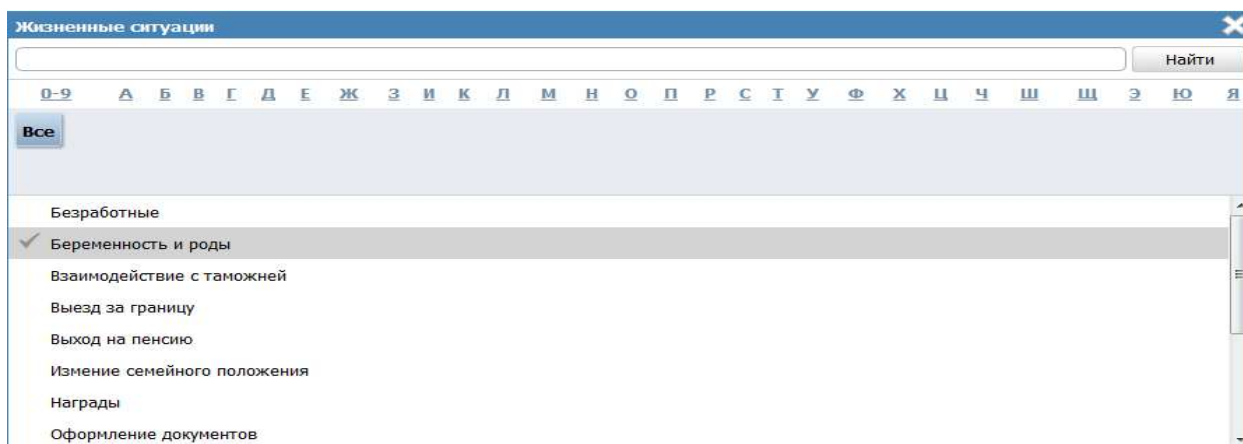 Жизненные ситуации
Найти
0-9 А Б В Г Д Е Ж З И К Л М Н О П Р С Т У Ф Х Ц Ч Ш Щ Э Ю Я
Все
Безработные
Беременность и роды
Взаимодействие с таможней
Выезд за границу
Выход на пенсию
Измение семейного положения
Награды
Оформление документов